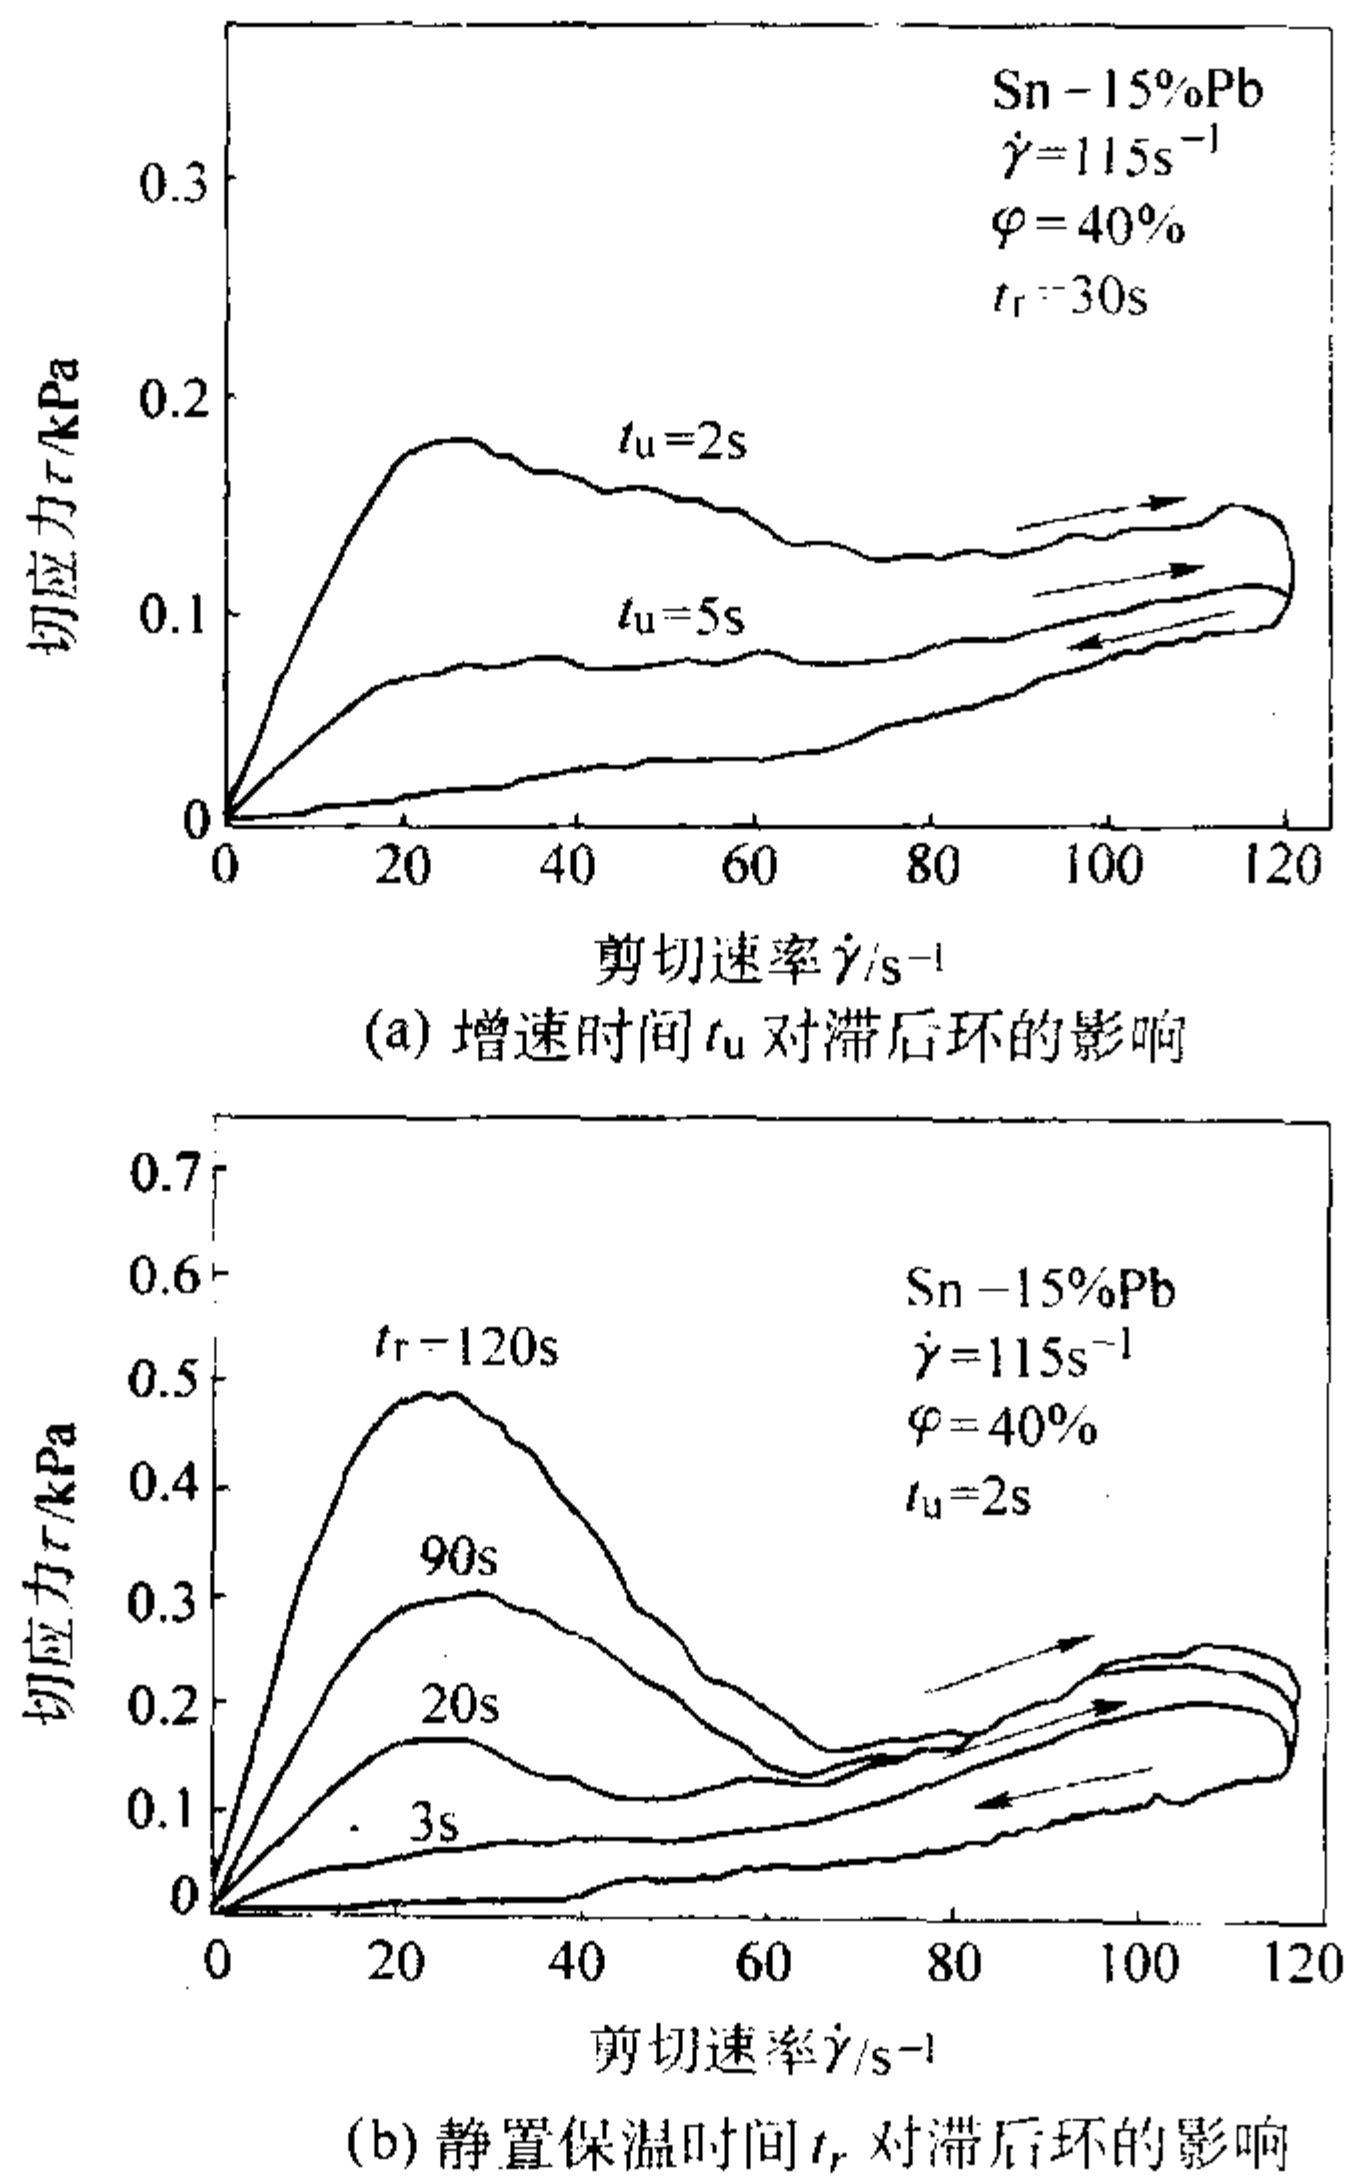 Sn-15%Pb
γ̇=115s⁻¹
φ=40%
tr=30s
0.3
0.2
0.1
0
切应力τ/kPa
tu=2s
tu=5s
0 20 40 60 80 100 120
剪切速率γ̇/s⁻¹
(a) 增速时间tu对滞后环的影响
0.7
0.6
0.5
0.4
0.3
0.2
0.1
0
切应力τ/kPa
Sn-15%Pb
γ̇=115s⁻¹
φ=40%
tu=2s
tr=120s
90s
20s
3s
0 20 40 60 80 100 120
剪切速率γ̇/s⁻¹
(b) 静置保温时间tr对滞后环的影响